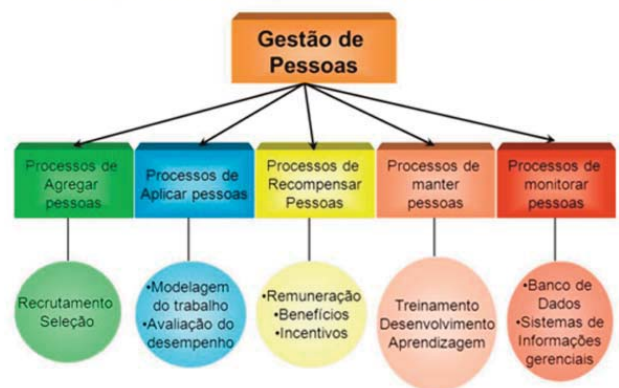 Gestão de
Pessoas
Processos de
Agregar
pessoas
Processos de
Aplicar pessoas
Processos de
Recompensar
Pessoas
Processos de
manter
pessoas
Processos de
monitorar
pessoas
Recrutamento
Seleção
•Modelagem
do trabalho
•Avaliação do
desempenho
•Remuneração
•Benefícios
•Incentivos
Treinamento
Desenvolvimento
Aprendizagem
•Banco de
Dados
•Sistemas de
Informações
gerenciais